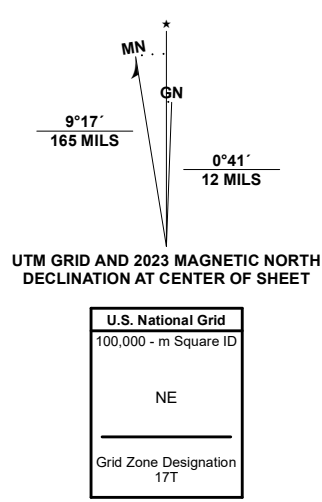 MN
GN
9°17´
165 MILS
0°41´
12 MILS
UTM GRID AND 2023 MAGNETIC NORTH
DECLINATION AT CENTER OF SHEET
U.S. National Grid
100,000 - m Square ID
NE
Grid Zone Designation
17T